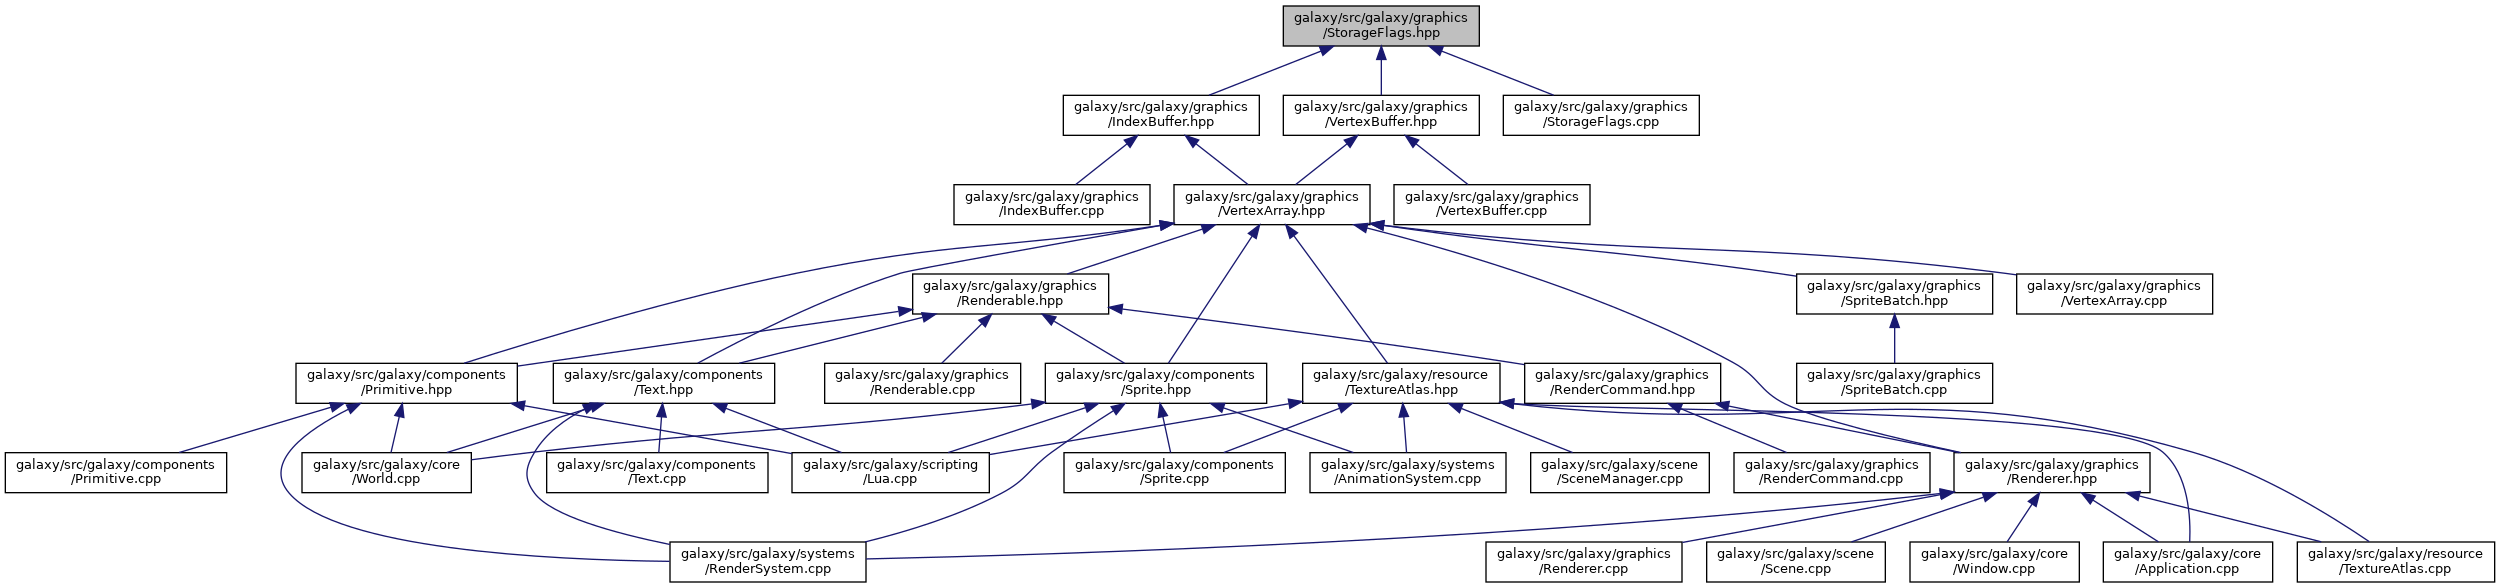 galaxy/src/galaxy/graphics
/StorageFlags.hpp
galaxy/src/galaxy/graphics
/IndexBuffer.hpp
galaxy/src/galaxy/graphics
/VertexBuffer.hpp
galaxy/src/galaxy/graphics
/StorageFlags.cpp
galaxy/src/galaxy/graphics
/IndexBuffer.cpp
galaxy/src/galaxy/graphics
/VertexArray.hpp
galaxy/src/galaxy/graphics
/VertexBuffer.cpp
galaxy/src/galaxy/graphics
/Renderable.hpp
galaxy/src/galaxy/graphics
/SpriteBatch.hpp
galaxy/src/galaxy/graphics
/VertexArray.cpp
galaxy/src/galaxy/components
/Primitive.hpp
galaxy/src/galaxy/components
/Text.hpp
galaxy/src/galaxy/graphics
/Renderable.cpp
galaxy/src/galaxy/components
/Sprite.hpp
galaxy/src/galaxy/resource
/TextureAtlas.hpp
galaxy/src/galaxy/graphics
/RenderCommand.hpp
galaxy/src/galaxy/graphics
/SpriteBatch.cpp
galaxy/src/galaxy/components
/Primitive.cpp
galaxy/src/galaxy/core
/World.cpp
galaxy/src/galaxy/components
/Text.cpp
galaxy/src/galaxy/scripting
/Lua.cpp
galaxy/src/galaxy/components
/Sprite.cpp
galaxy/src/galaxy/systems
/AnimationSystem.cpp
galaxy/src/galaxy/scene
/SceneManager.cpp
galaxy/src/galaxy/graphics
/RenderCommand.cpp
galaxy/src/galaxy/graphics
/Renderer.hpp
galaxy/src/galaxy/systems
/RenderSystem.cpp
galaxy/src/galaxy/graphics
/Renderer.cpp
galaxy/src/galaxy/scene
/Scene.cpp
galaxy/src/galaxy/core
/Window.cpp
galaxy/src/galaxy/core
/Application.cpp
galaxy/src/galaxy/resource
/TextureAtlas.cpp